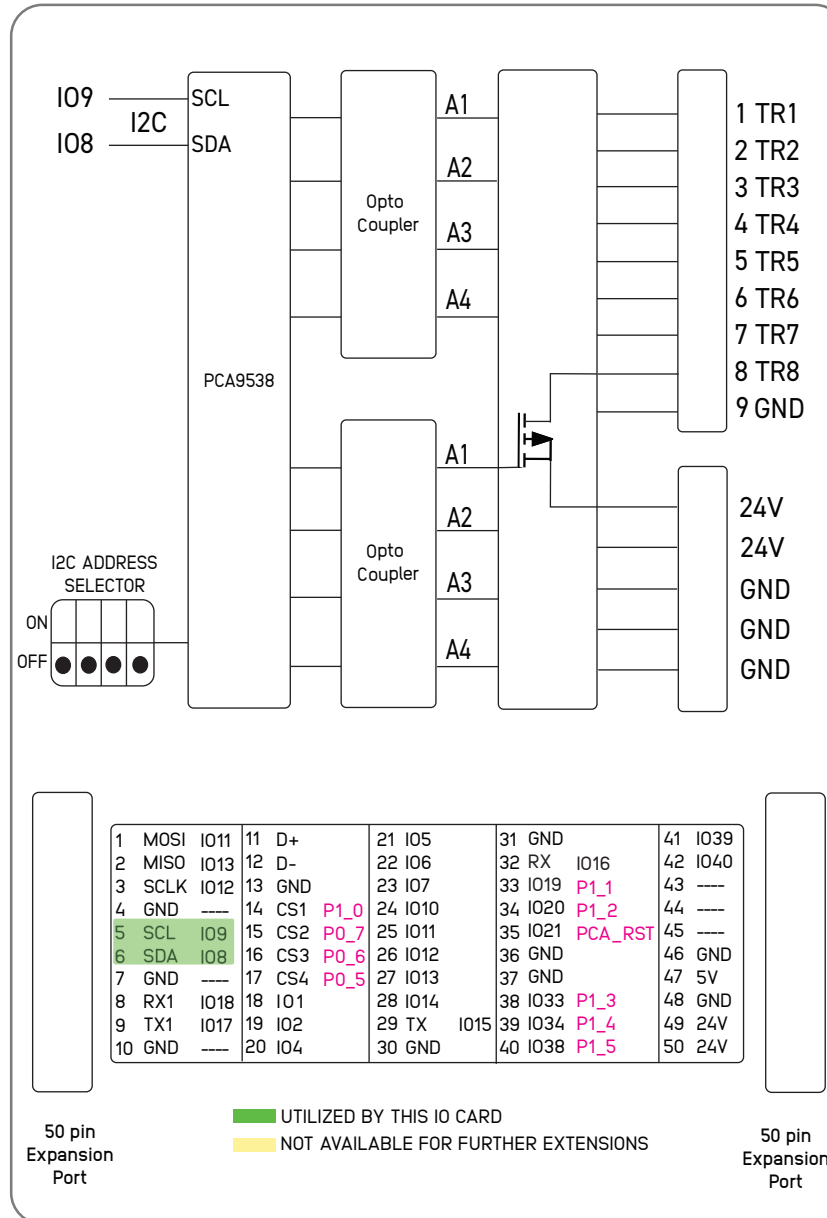 IO9
I2C
IO8
SCL
SDA
PCA9538
Opto
Coupler
A1
A2
A3
A4
Opto
Coupler
A1
A2
A3
A4
1 TR1
2 TR2
3 TR3
4 TR4
5 TR5
6 TR6
7 TR7
8 TR8
9 GND
24V
24V
GND
GND
GND
I2C ADDRESS
SELECTOR
ON
OFF
1 MOSI IO11
2 MISO IO13
3 SCLK IO12
4 GND ----
5 SCL IO9
6 SDA IO8
7 GND ----
8 RX1 IO18
9 TX1 IO17
10 GND ----
11 D+
12 D-
13 GND
14 CS1 P1_0
15 CS2 P0_7
16 CS3 P0_6
17 CS4 P0_5
18 IO1
19 IO2
20 IO4
21 IO5
22 IO6
23 IO7
24 IO10
25 IO11
26 IO12
27 IO13
28 IO14
29 TX IO15
30 GND
31 GND
32 RX IO16
33 IO19 P1_1
34 IO20 P1_2
35 IO21 PCA_RST
36 GND
37 GND
38 IO33 P1_3
39 IO34 P1_4
40 IO38 P1_5
41 IO39
42 IO40
43 ----
44 ----
45 ----
46 GND
47 5V
48 GND
49 24V
50 24V
50 pin
Expansion
Port
UTILIZED BY THIS IO CARD
NOT AVAILABLE FOR FURTHER EXTENSIONS
50 pin
Expansion
Port